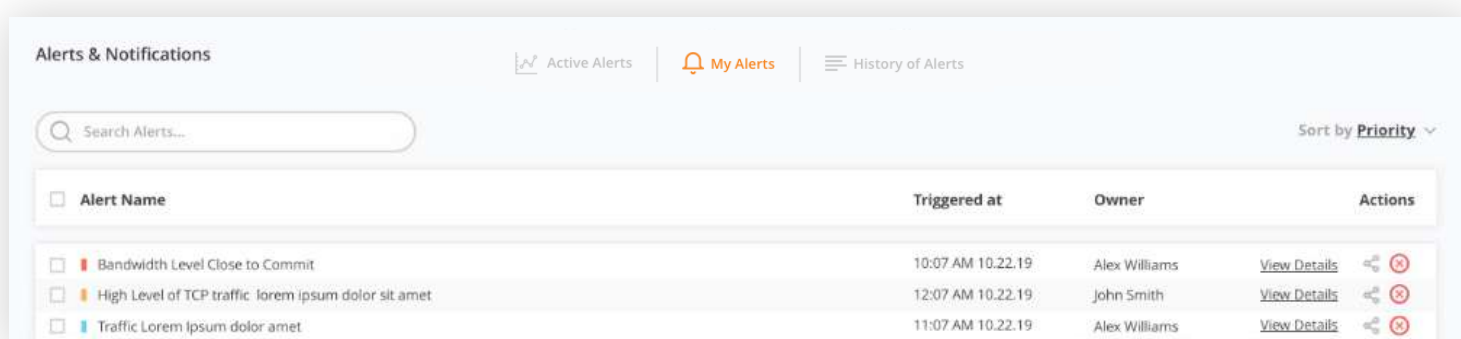 Alerts & Notifications
Active Alerts
My Alerts
History of Alerts
Search Alerts...
Sort by Priority
Alert Name Triggered at Owner Actions
Bandwidth Level Close to Commit 10:07 AM 10.22.19 Alex Williams View Details
High Level of TCP traffic lorem ipsum dolor sit amet 12:07 AM 10.22.19 John Smith View Details
Traffic Lorem Ipsum dolor amet 11:07 AM 10.22.19 Alex Williams View Details